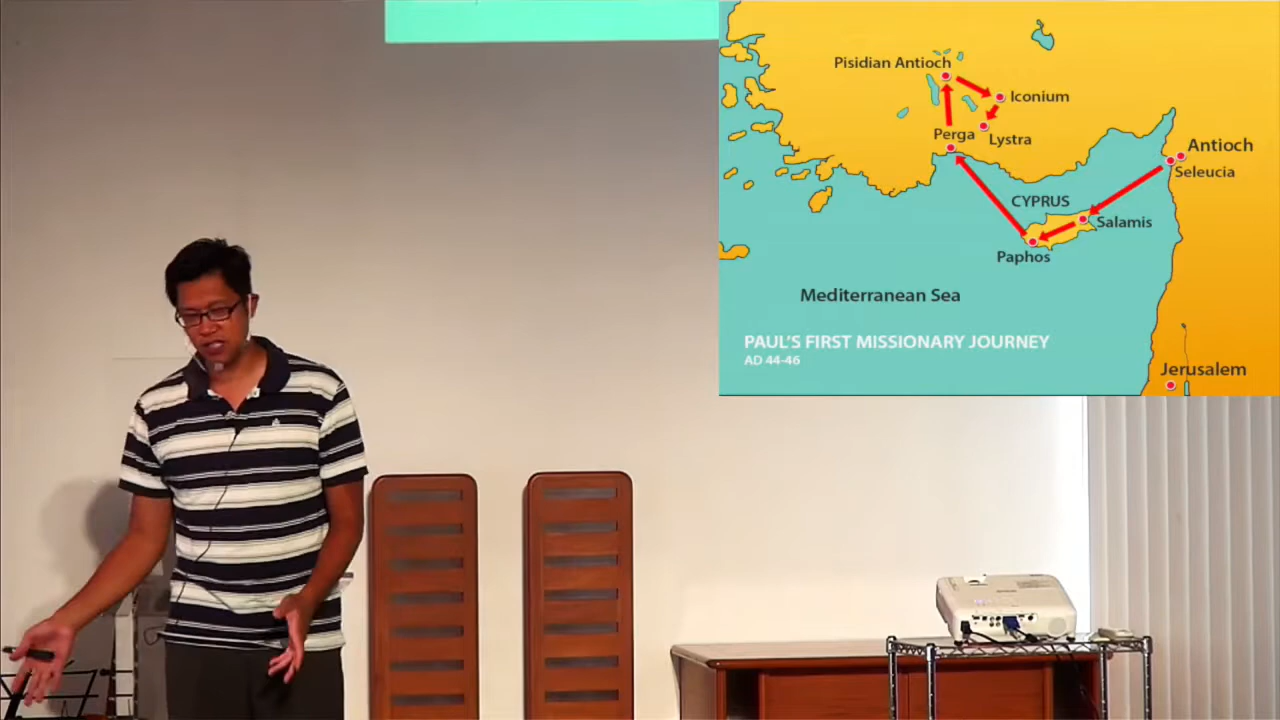 Pisidian Antioch
Iconium
Perga
Lystra
Antioch
Seleucia
CYPRUS
Salamis
Paphos
Mediterranean Sea
PAUL'S FIRST MISSIONARY JOURNEY
AD 44-46
Jerusalem